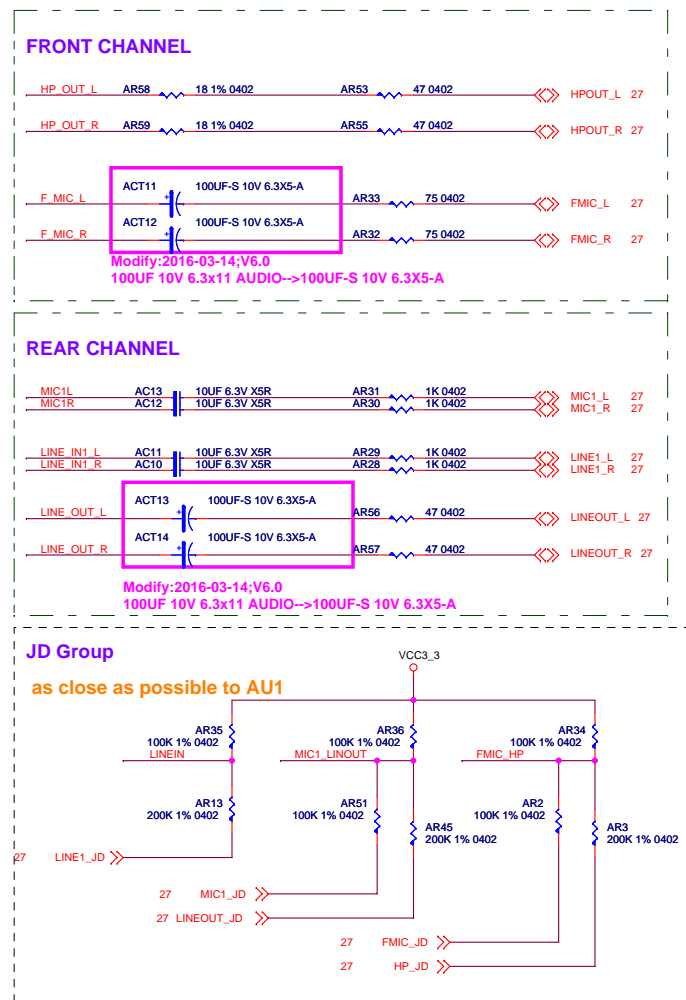 FRONT CHANNEL
HP_OUT_L AR58 18 1% 0402 AR53 47 0402 HPOUT_L 27
HP_OUT_R AR59 18 1% 0402 AR55 47 0402 HPOUT_R 27
ACT11 100UF-S 10V 6.3X5-A
F_MIC_L AR33 75 0402 FMIC_L 27
ACT12 100UF-S 10V 6.3X5-A
F_MIC_R AR32 75 0402 FMIC_R 27
Modify:2016-03-14;V6.0
100UF 10V 6.3x11 AUDIO-->100UF-S 10V 6.3X5-A
REAR CHANNEL
MIC1L AC13 10UF 6.3V X5R AR31 1K 0402 MIC1_L 27
MIC1R AC12 10UF 6.3V X5R AR30 1K 0402 MIC1_R 27
LINE_IN1_L AC11 10UF 6.3V X5R AR29 1K 0402 LINE1_L 27
LINE_IN1_R AC10 10UF 6.3V X5R AR28 1K 0402 LINE1_R 27
ACT13 100UF-S 10V 6.3X5-A
LINE_OUT_L AR56 47 0402 LINEOUT_L 27
ACT14 100UF-S 10V 6.3X5-A
LINE_OUT_R AR57 47 0402 LINEOUT_R 27
Modify:2016-03-14;V6.0
100UF 10V 6.3x11 AUDIO-->100UF-S 10V 6.3X5-A
JD Group
VCC3_3
as close as possible to AU1
AR35 AR36 AR34
100K 1% 0402 100K 1% 0402 100K 1% 0402
LINEIN MIC1_LINOUT FMIC_HP
AR13 AR51 AR2
200K 1% 0402 100K 1% 0402 100K 1% 0402
AR45 AR3
200K 1% 0402 200K 1% 0402
27 LINE1_JD
27 MIC1_JD
27 LINEOUT_JD
27 FMIC_JD
27 HP_JD